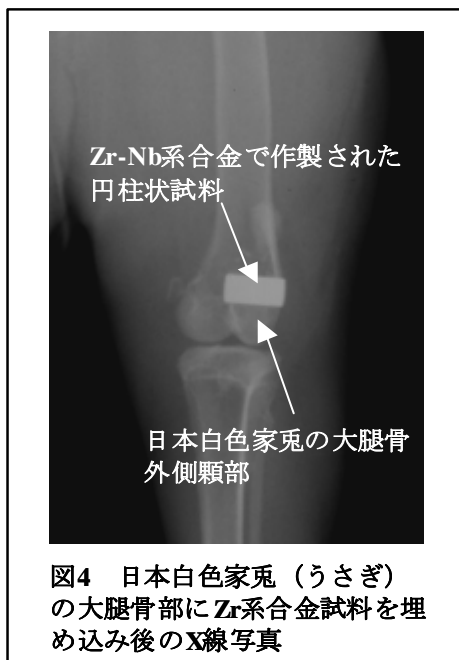 Zr-Nb系合金で作製された
円柱状試料
日本白色家兎の大腿骨
外側顆部
図4　日本白色家兎（うさぎ）
の大腿骨部にZr系合金試料を埋
め込み後のX線写真